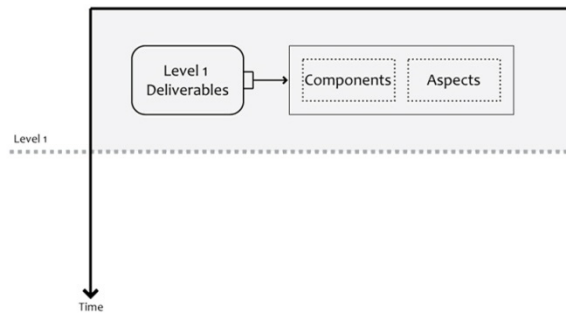 Level 1
Deliverables
Components
Aspects
Level 1
Time